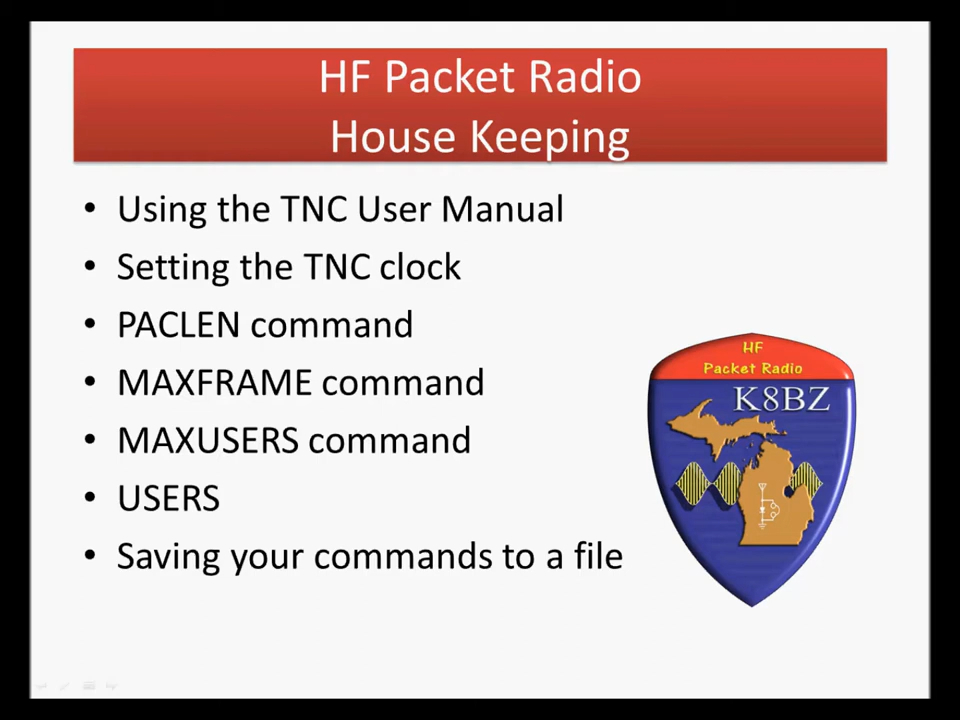 HF Packet Radio
House Keeping
• Using the TNC User Manual
• Setting the TNC clock
• PACLEN command
• MAXFRAME command
• MAXUSERS command
• USERS
• Saving your commands to a file
HF
Packet Radio
K8BZ